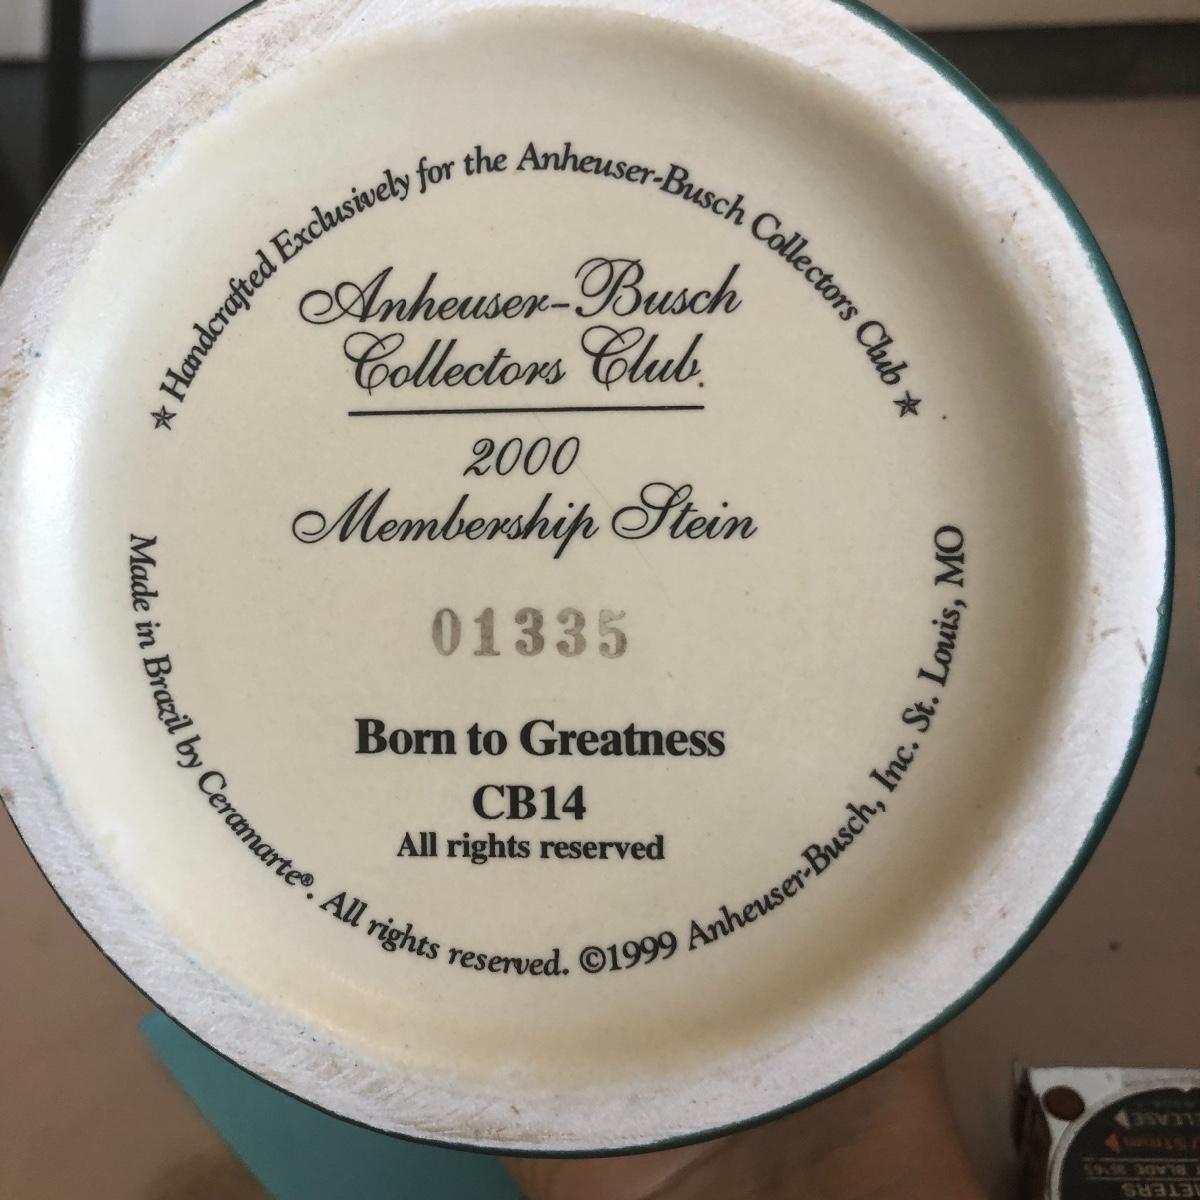 ★ Handcrafted Exclusively for the Anheuser-Busch Collectors Club ★
Anheuser-Busch
Collectors Club.
2000
Membership Stein
01335
Born to Greatness
CB14
All rights reserved
Made in Brazil by Ceramarte®. All rights reserved. ©1999 Anheuser-Busch, Inc. St. Louis, MO